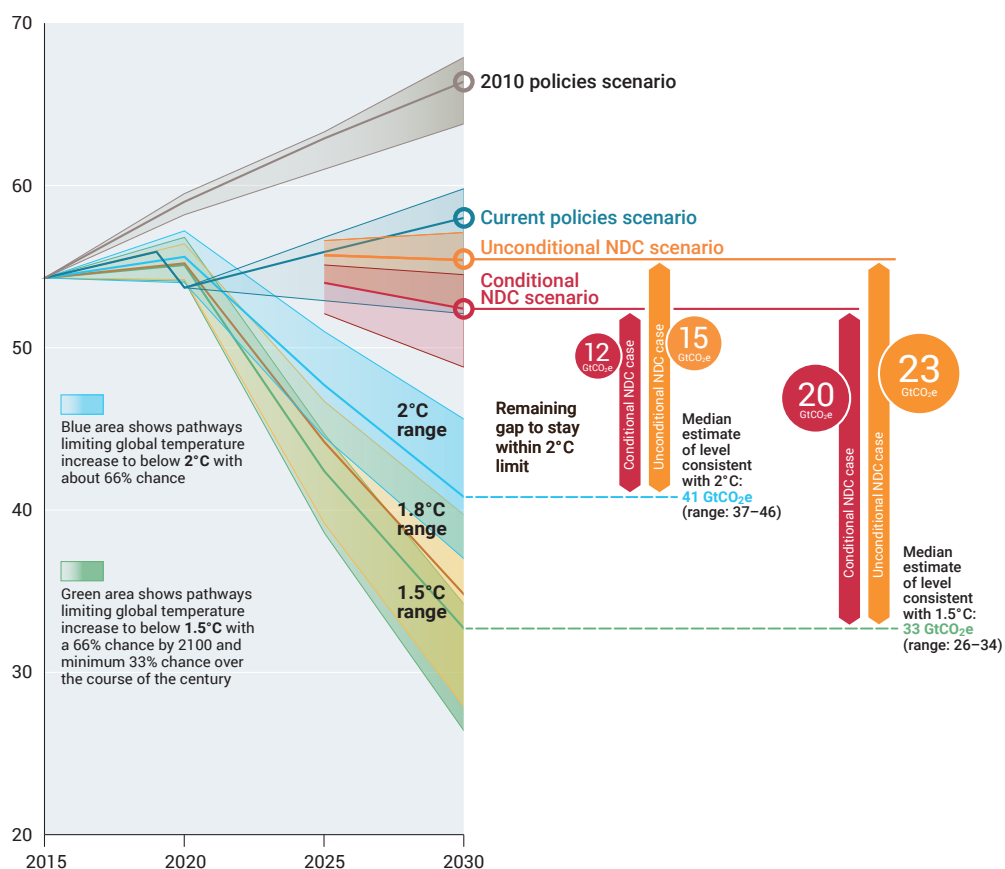 70
60
50
40
30
20
2015
2020
2025
2030
2010 policies scenario
Current policies scenario
Unconditional NDC scenario
Conditional
NDC scenario
Blue area shows pathways
limiting global temperature
increase to below 2°C with
about 66% chance
Green area shows pathways
limiting global temperature
increase to below 1.5°C with
a 66% chance by 2100 and
minimum 33% chance over
the course of the century
2°C
range
1.8°C
range
1.5°C
range
Remaining
gap to stay
within 2°C
limit
12
GtCO₂e
Conditional NDC case
15
GtCO₂e
Unconditional NDC case
Median
estimate
of level
consistent
with 2°C:
41 GtCO₂e
(range: 37–46)
20
GtCO₂e
Conditional NDC case
23
GtCO₂e
Unconditional NDC case
Median
estimate
of level
consistent
with 1.5°C:
33 GtCO₂e
(range: 26–34)